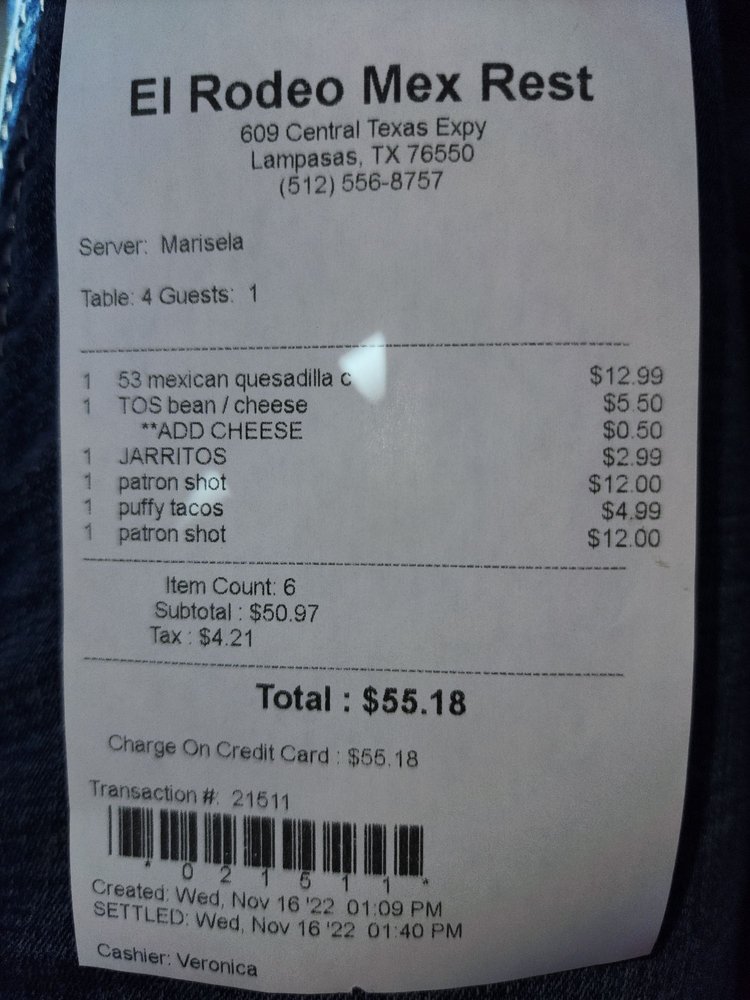 El Rodeo Mex Rest
609 Central Texas Expy
Lampasas, TX 76550
(512) 556-8757
Server: Marisela
Table: 4 Guests: 1
1 53 mexican quesadilla c $12.99
1 TOS bean / cheese $5.50
**ADD CHEESE $0.50
1 JARRITOS $2.99
1 patron shot $12.00
1 puffy tacos $4.99
1 patron shot $12.00
Item Count: 6
Subtotal : $50.97
Tax : $4.21
Total : $55.18
Charge On Credit Card : $55.18
Transaction #: 21511
* 0 2 1 5 1 1 *
Created: Wed, Nov 16 '22 01:09 PM
SETTLED: Wed, Nov 16 '22 01:40 PM
Cashier: Veronica